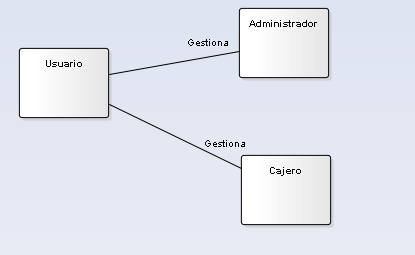 Administrador
Gestiona
Usuario
Gestiona
Cajero